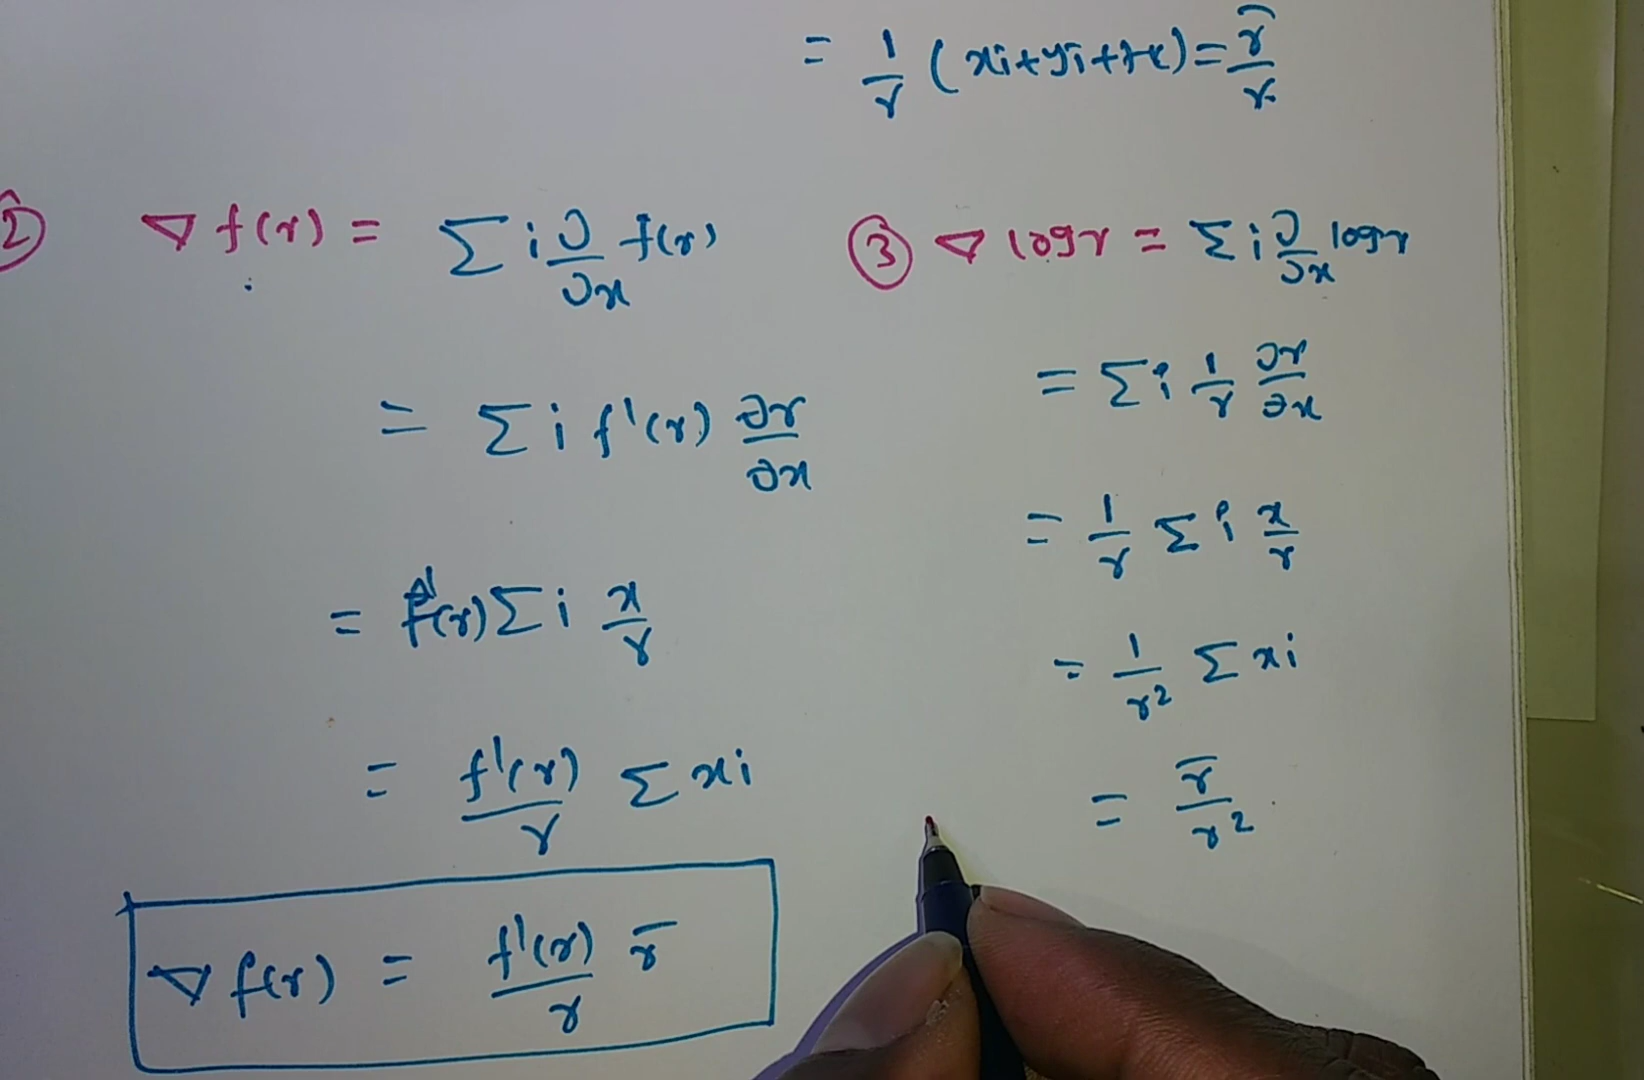 = 1/r (xi+yj+zk) = r̄/r
② ∇ f(r) = Σ i ∂/∂x f(r)
= Σ i f'(r) ∂r/∂x
= f'(r) Σ i x/r
= f'(r)/r Σ xi
∇ f(r) = f'(r)/r r̄
③ ∇ log r = Σ i ∂/∂x log r
= Σ i 1/r ∂r/∂x
= 1/r Σ i x/r
= 1/r² Σ xi
= r̄/r²